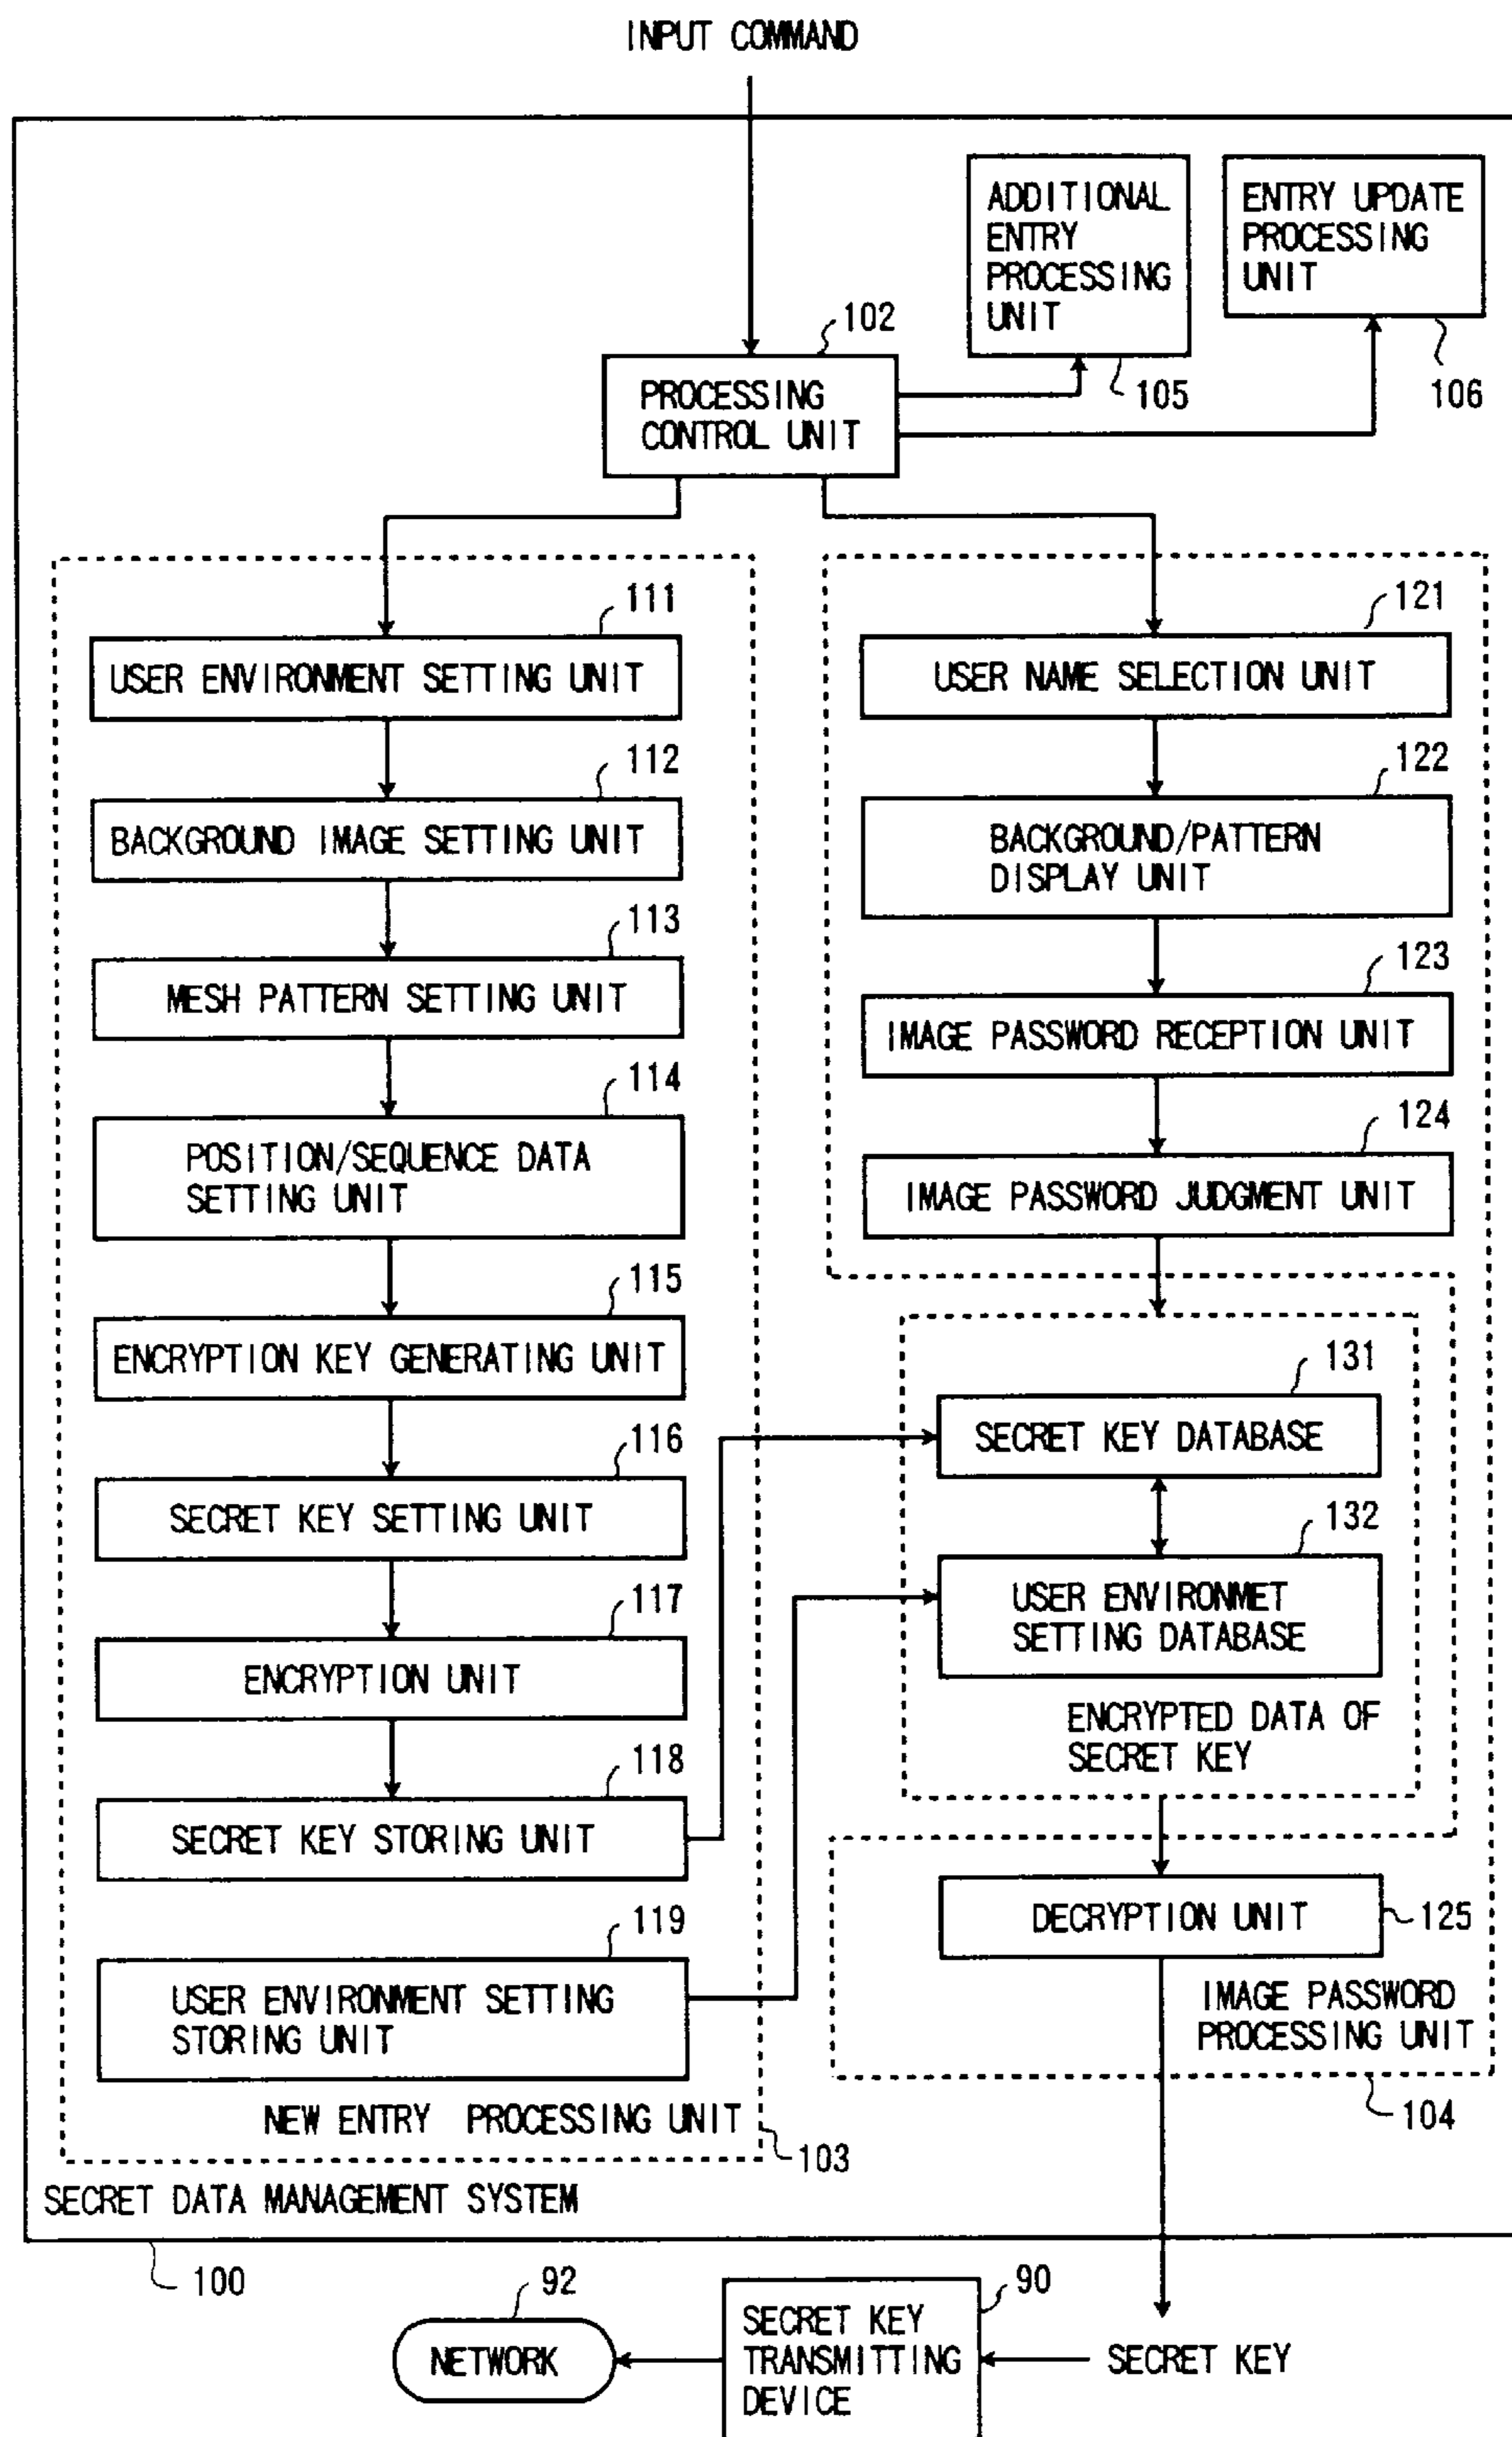 INPUT COMMAND
ADDITIONAL
ENTRY
PROCESSING
UNIT
105
ENTRY UPDATE
PROCESSING
UNIT
106
102
PROCESSING
CONTROL UNIT
111
USER ENVIRONMENT SETTING UNIT
112
BACKGROUND IMAGE SETTING UNIT
113
MESH PATTERN SETTING UNIT
114
POSITION/SEQUENCE DATA
SETTING UNIT
115
ENCRYPTION KEY GENERATING UNIT
116
SECRET KEY SETTING UNIT
117
ENCRYPTION UNIT
118
SECRET KEY STORING UNIT
119
USER ENVIRONMENT SETTING
STORING UNIT
NEW ENTRY PROCESSING UNIT
103
121
USER NAME SELECTION UNIT
122
BACKGROUND/PATTERN
DISPLAY UNIT
123
IMAGE PASSWORD RECEPTION UNIT
124
IMAGE PASSWORD JUDGMENT UNIT
131
SECRET KEY DATABASE
132
USER ENVIRONMET
SETTING DATABASE
ENCRYPTED DATA OF
SECRET KEY
DECRYPTION UNIT
125
IMAGE PASSWORD
PROCESSING UNIT
104
SECRET DATA MANAGEMENT SYSTEM
100
92
NETWORK
90
SECRET KEY
TRANSMITTING
DEVICE
SECRET KEY